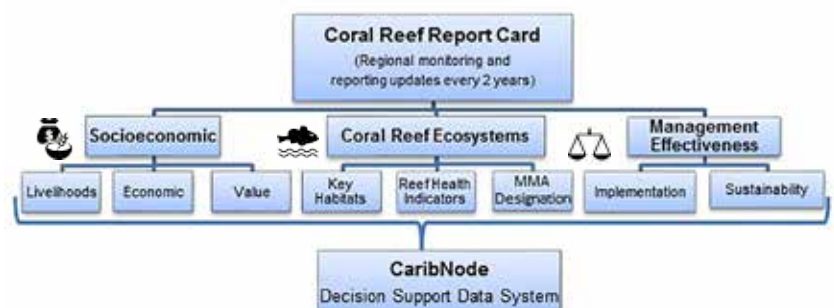 Coral Reef Report Card
(Regional monitoring and
reporting updates every 2 years)
Socioeconomic
Coral Reef Ecosystems
Management
Effectiveness
Livelihoods
Economic
Value
Key
Habitats
Reef Health
Indicators
MMA
Designation
Implementation
Sustainability
CaribNode
Decision Support Data System